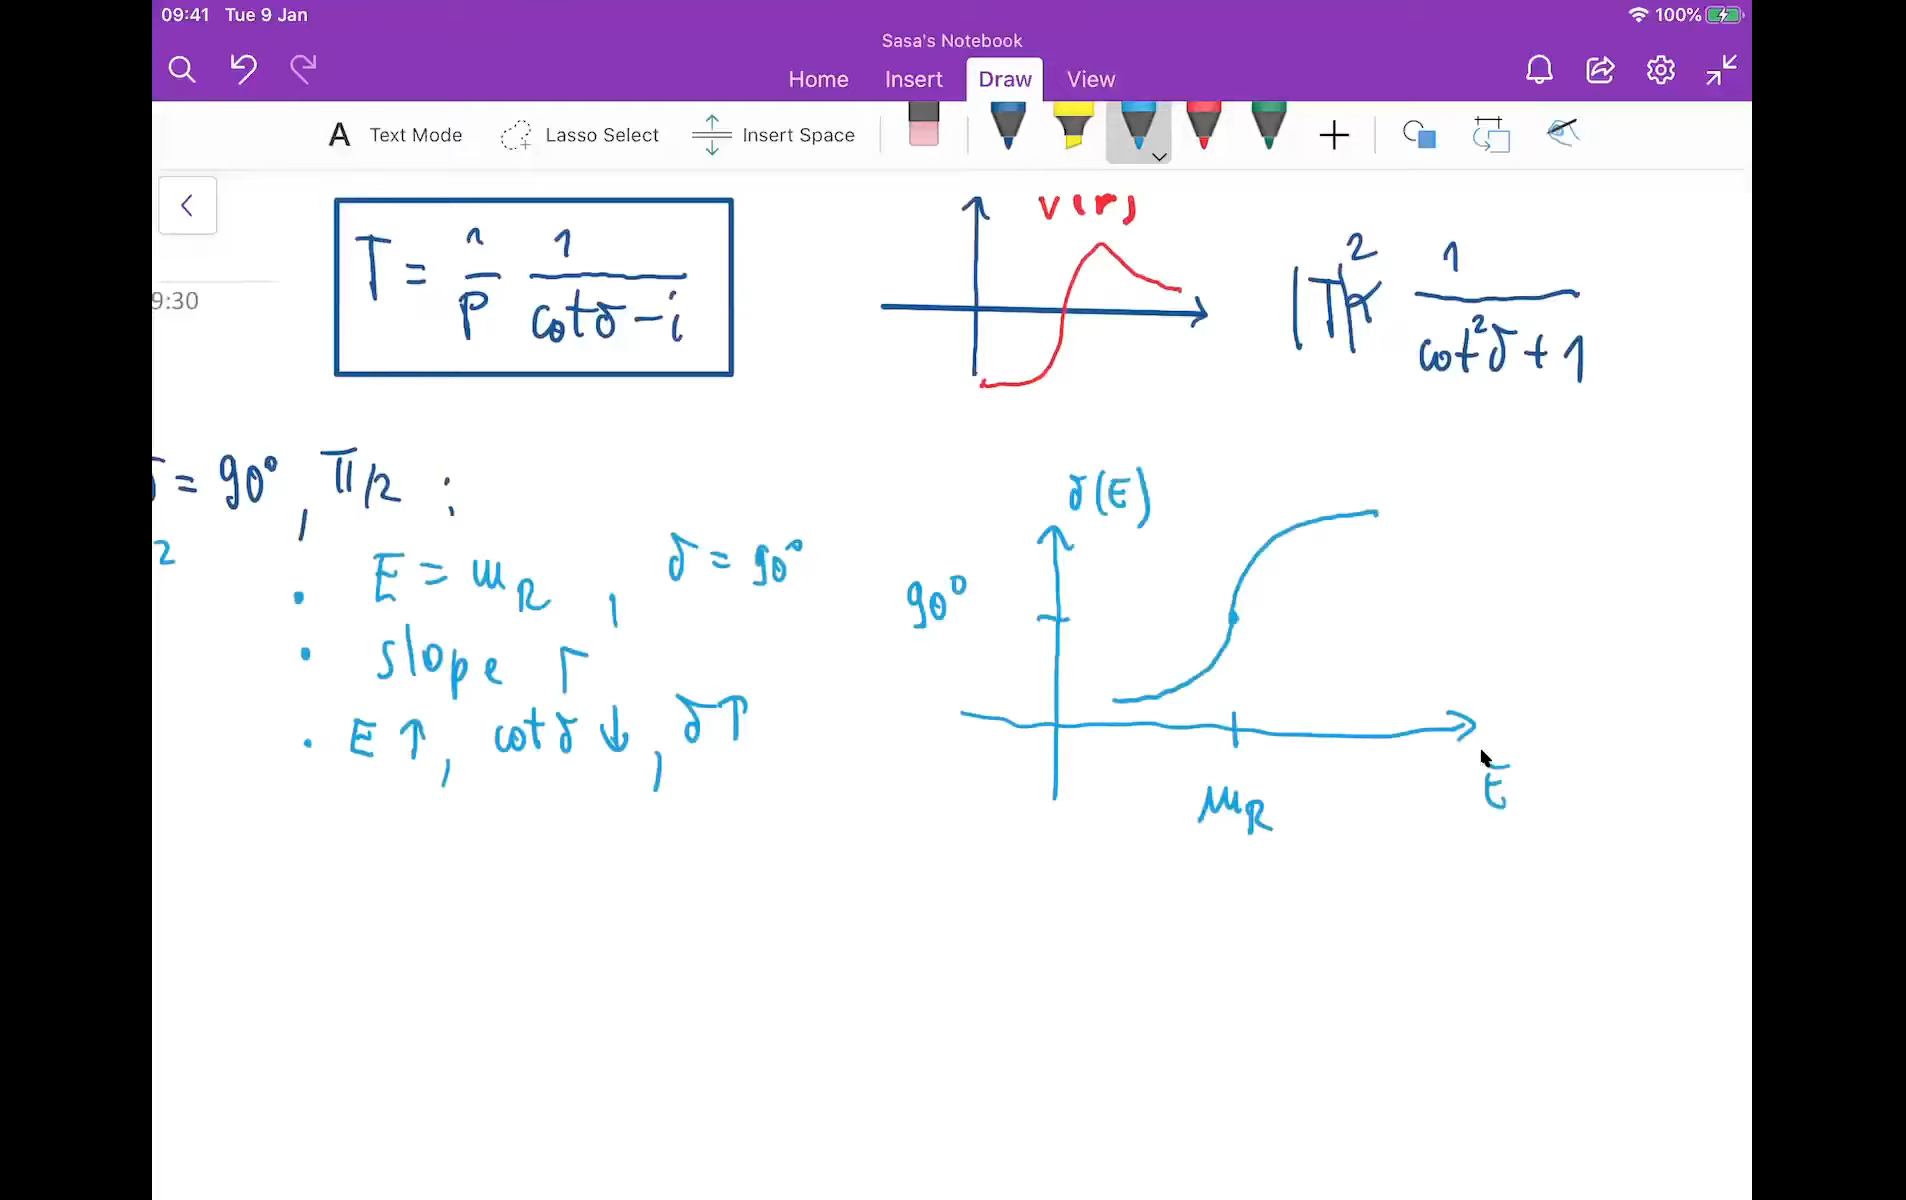 09:41 Tue 9 Jan
100%
Sasa's Notebook
Home Insert Draw View
Text Mode Lasso Select Insert Space
9:30
T = 1/p 1/(cotδ - i)
V(r)
|T|² 1/(cot²δ + 1)
= 90°, π/2 :
2
• E = m_R, δ = 90°
• slope Γ
• E ↑, cotδ ↓, δ↑
δ(E)
90°
m_R
E